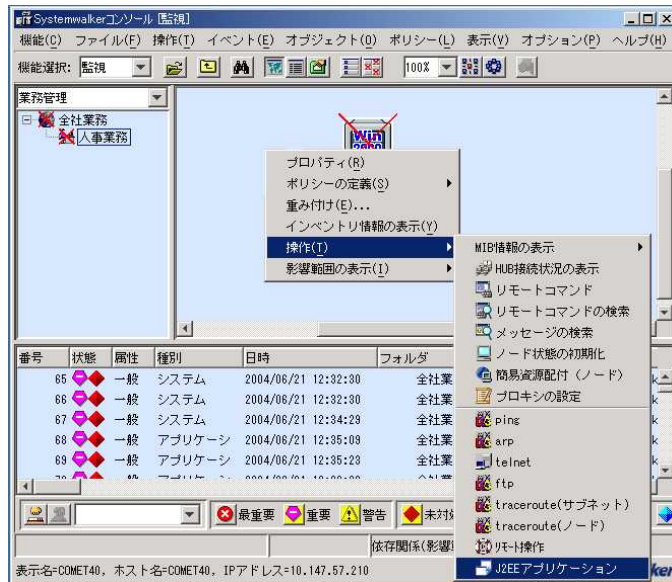 Systemwalkerコンソール [監視]
機能(C) ファイル(F) 操作(T) イベント(E) オブジェクト(O) ポリシー(L) 表示(V) オプション(P) ヘルプ(H)
機能選択: 監視 100%
業務管理
全社業務
人事業務
Win
2000
プロパティ(R)
ポリシーの定義(S)
重み付け(E)...
インベントリ情報の表示(Y)
操作(T)
影響範囲の表示(I)
MIB情報の表示
HUB接続状況の表示
リモートコマンド
リモートコマンドの検索
メッセージの検索
ノード状態の初期化
簡易資源配付（ノード）
プロキシの設定
ping
arp
telnet
ftp
traceroute(サブネット)
traceroute(ノード)
リモート操作
J2EEアプリケーション
番号 状態 属性 種別 日時 フォルダ
65 一般 システム 2004/06/21 12:32:30 全社業
66 一般 システム 2004/06/21 12:32:30 全社業
67 一般 システム 2004/06/21 12:34:29 全社業
68 一般 アプリケーシ 2004/06/21 12:35:09 全社業
69 一般 アプリケーシ 2004/06/21 12:35:23 全社業
最重要 重要 警告 未対処
依存関係(影響
表示名=COMET40, ホスト名=COMET40, IPアドレス=10.147.57.210